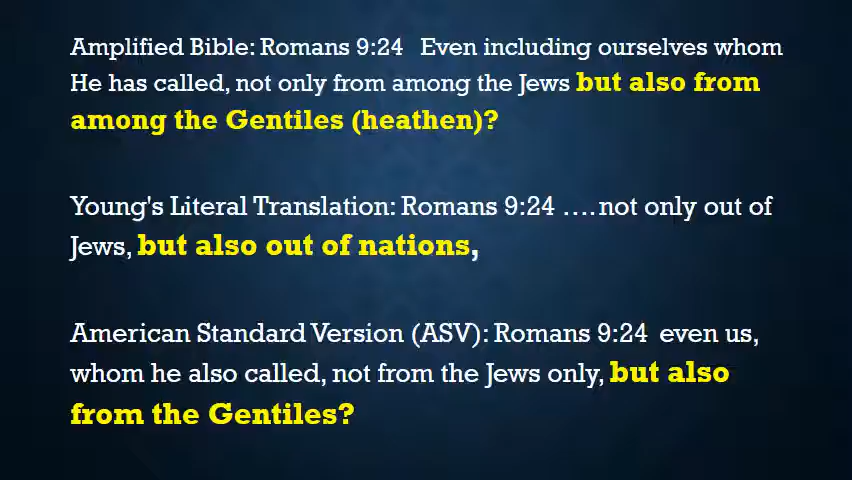 Amplified Bible: Romans 9:24 Even including ourselves whom
He has called, not only from among the Jews but also from
among the Gentiles (heathen)?
Young's Literal Translation: Romans 9:24 ....not only out of
Jews, but also out of nations,
American Standard Version (ASV): Romans 9:24 even us,
whom he also called, not from the Jews only, but also
from the Gentiles?